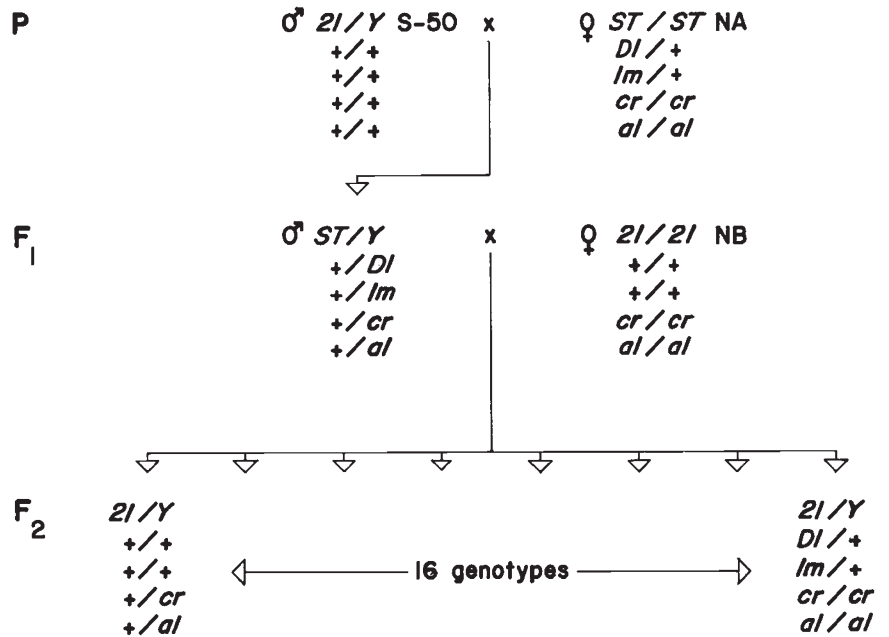 P ♂ 2l/Y S-50 x ♀ ST/ST NA
+/+ Dl/+
+/+ lm/+
+/+ cr/cr
+/+ al/al
F1 ♂ ST/Y x ♀ 2l/2l NB
+/Dl +/+
+/lm +/+
+/cr cr/cr
+/al al/al
F2 2l/Y 2l/Y
+/+ Dl/+
+/+ 16 genotypes lm/+
+/cr cr/cr
+/al al/al